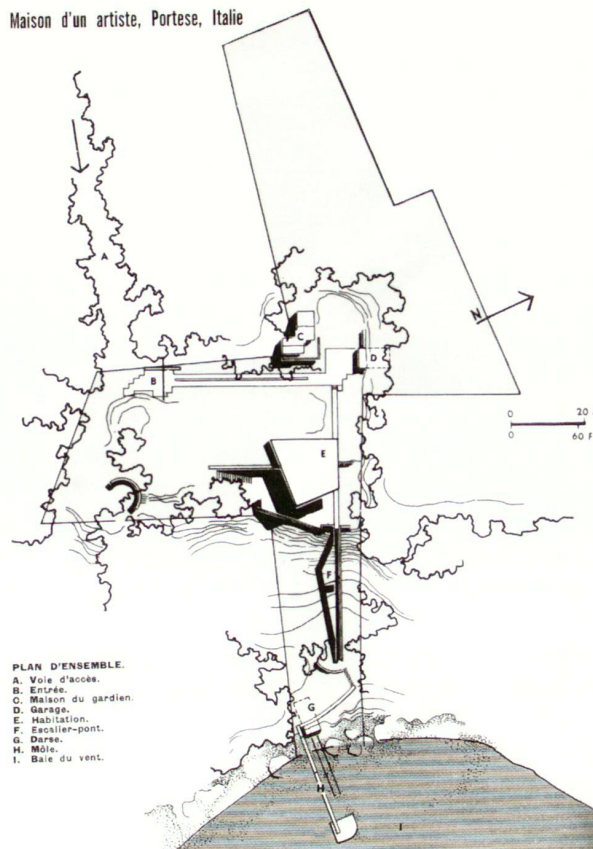 Maison d'un artiste, Portese, Italie
A
N
C
D
B
0 20
0 60 F
E
F
PLAN D'ENSEMBLE.
A. Voie d'accès.
B. Entrée.
C. Maison du gardien.
D. Garage.
E. Habitation.
F. Escalier-pont.
G. Darse.
H. Môle.
I. Baie du vent.
G
H
I